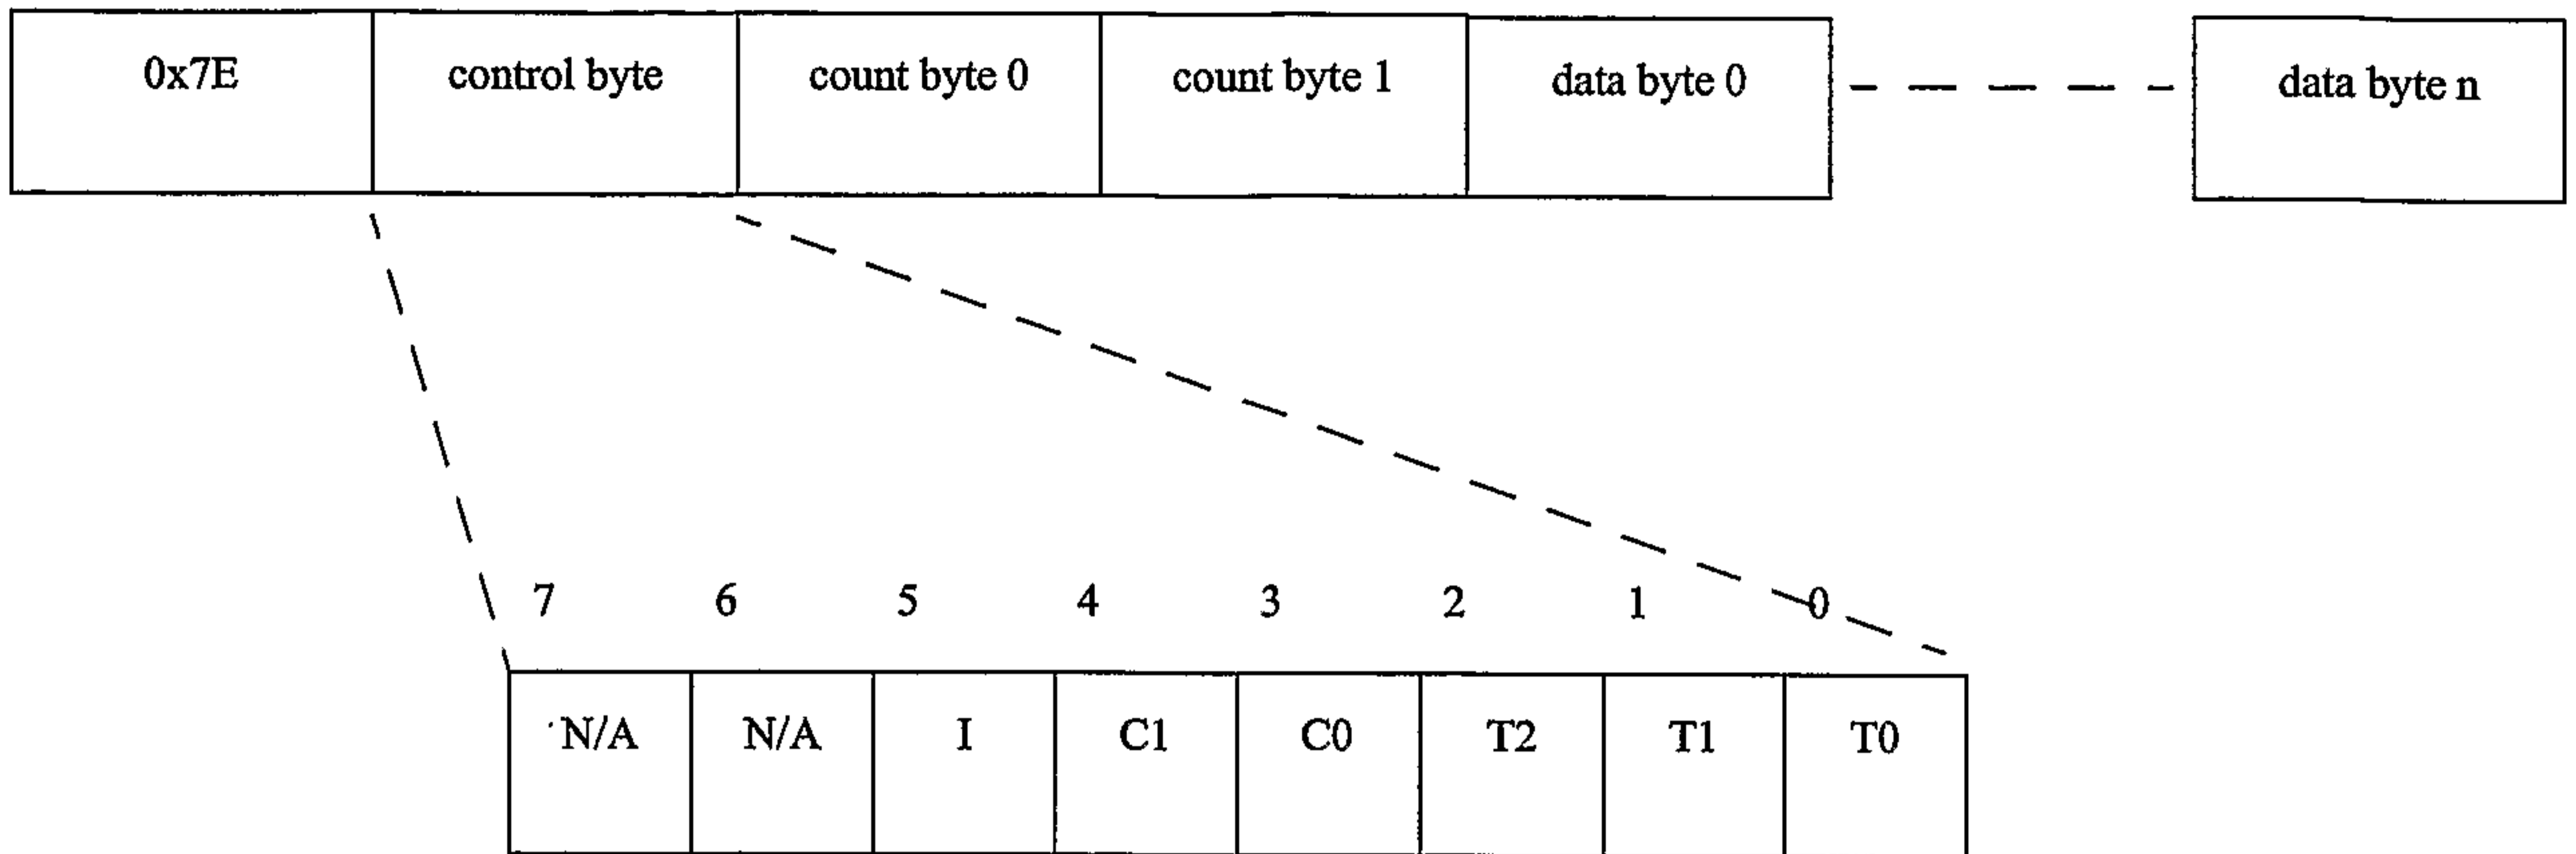 0x7E control byte count byte 0 count byte 1 data byte 0 data byte n
7 6 5 4 3 2 1 0
N/A N/A I C1 C0 T2 T1 T0